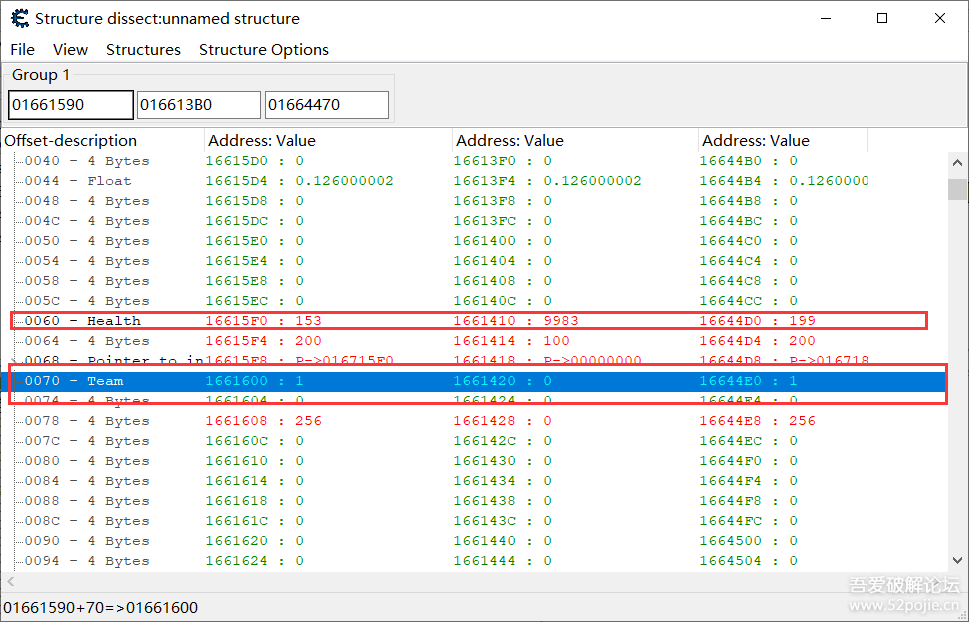 Structure dissect:unnamed structure
File View Structures Structure Options
Group 1
01661590 016613B0 01664470
Offset-description Address: Value Address: Value Address: Value
0040 - 4 Bytes 16615D0 : 0 16613F0 : 0 16644B0 : 0
0044 - Float 16615D4 : 0.126000002 16613F4 : 0.126000002 16644B4 : 0.126000
0048 - 4 Bytes 16615D8 : 0 16613F8 : 0 16644B8 : 0
004C - 4 Bytes 16615DC : 0 16613FC : 0 16644BC : 0
0050 - 4 Bytes 16615E0 : 0 1661400 : 0 16644C0 : 0
0054 - 4 Bytes 16615E4 : 0 1661404 : 0 16644C4 : 0
0058 - 4 Bytes 16615E8 : 0 1661408 : 0 16644C8 : 0
005C - 4 Bytes 16615EC : 0 166140C : 0 16644CC : 0
0060 - Health 16615F0 : 153 1661410 : 9983 16644D0 : 199
0064 - 4 Bytes 16615F4 : 200 1661414 : 100 16644D4 : 200
0068 - Pointer to in 16615F8 : P->016715F0 1661418 : P->00000000 16644D8 : P->016718
0070 - Team 1661600 : 1 1661420 : 0 16644E0 : 1
0074 - 4 Bytes 1661604 : 0 1661424 : 0 16644E4 : 0
0078 - 4 Bytes 1661608 : 256 1661428 : 0 16644E8 : 256
007C - 4 Bytes 166160C : 0 166142C : 0 16644EC : 0
0080 - 4 Bytes 1661610 : 0 1661430 : 0 16644F0 : 0
0084 - 4 Bytes 1661614 : 0 1661434 : 0 16644F4 : 0
0088 - 4 Bytes 1661618 : 0 1661438 : 0 16644F8 : 0
008C - 4 Bytes 166161C : 0 166143C : 0 16644FC : 0
0090 - 4 Bytes 1661620 : 0 1661440 : 0 1664500 : 0
0094 - 4 Bytes 1661624 : 0 1661444 : 0 1664504 : 0
吾爱破解论坛
www.52pojie.cn
01661590+70=>01661600